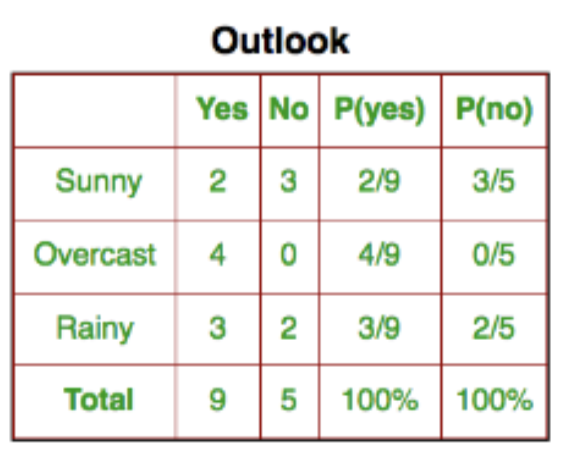 Outlook
Yes No P(yes) P(no)
Sunny 2 3 2/9 3/5
Overcast 4 0 4/9 0/5
Rainy 3 2 3/9 2/5
Total 9 5 100% 100%